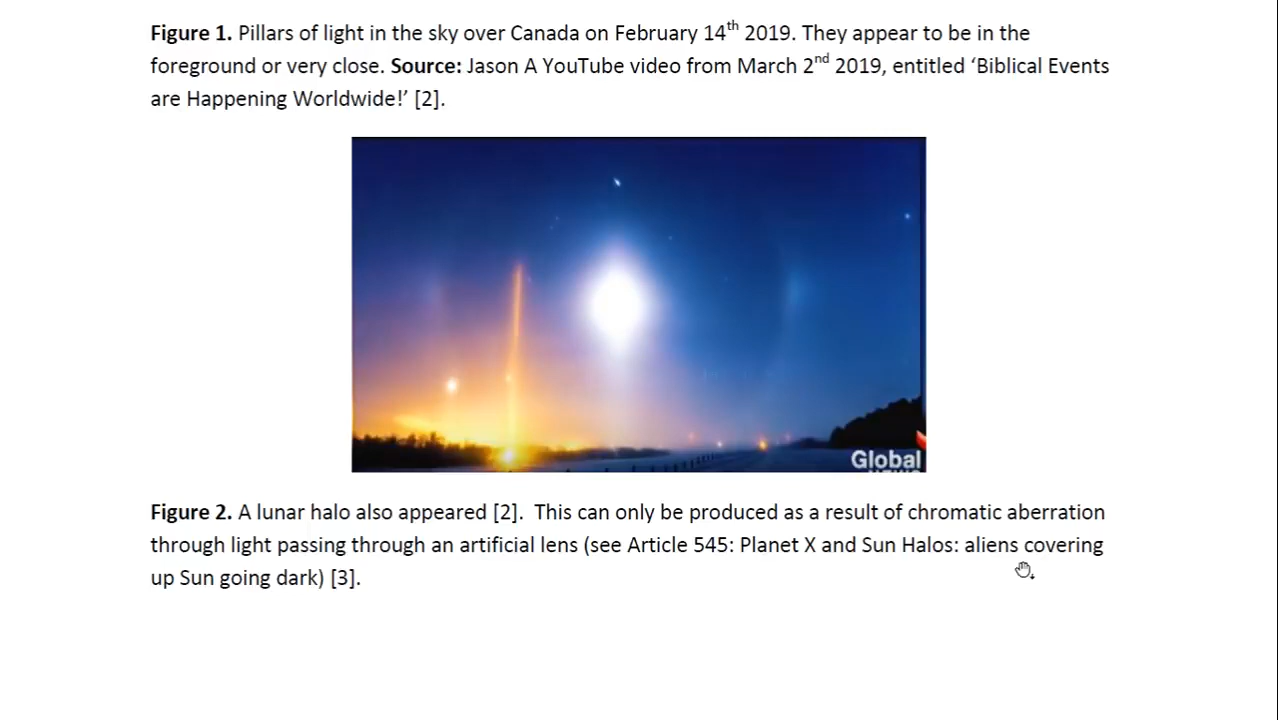 Figure 1. Pillars of light in the sky over Canada on February 14th 2019. They appear to be in the
foreground or very close. Source: Jason A YouTube video from March 2nd 2019, entitled ‘Biblical Events
are Happening Worldwide!’ [2].
Global
NEWS
Figure 2. A lunar halo also appeared [2].  This can only be produced as a result of chromatic aberration
through light passing through an artificial lens (see Article 545: Planet X and Sun Halos: aliens covering
up Sun going dark) [3].